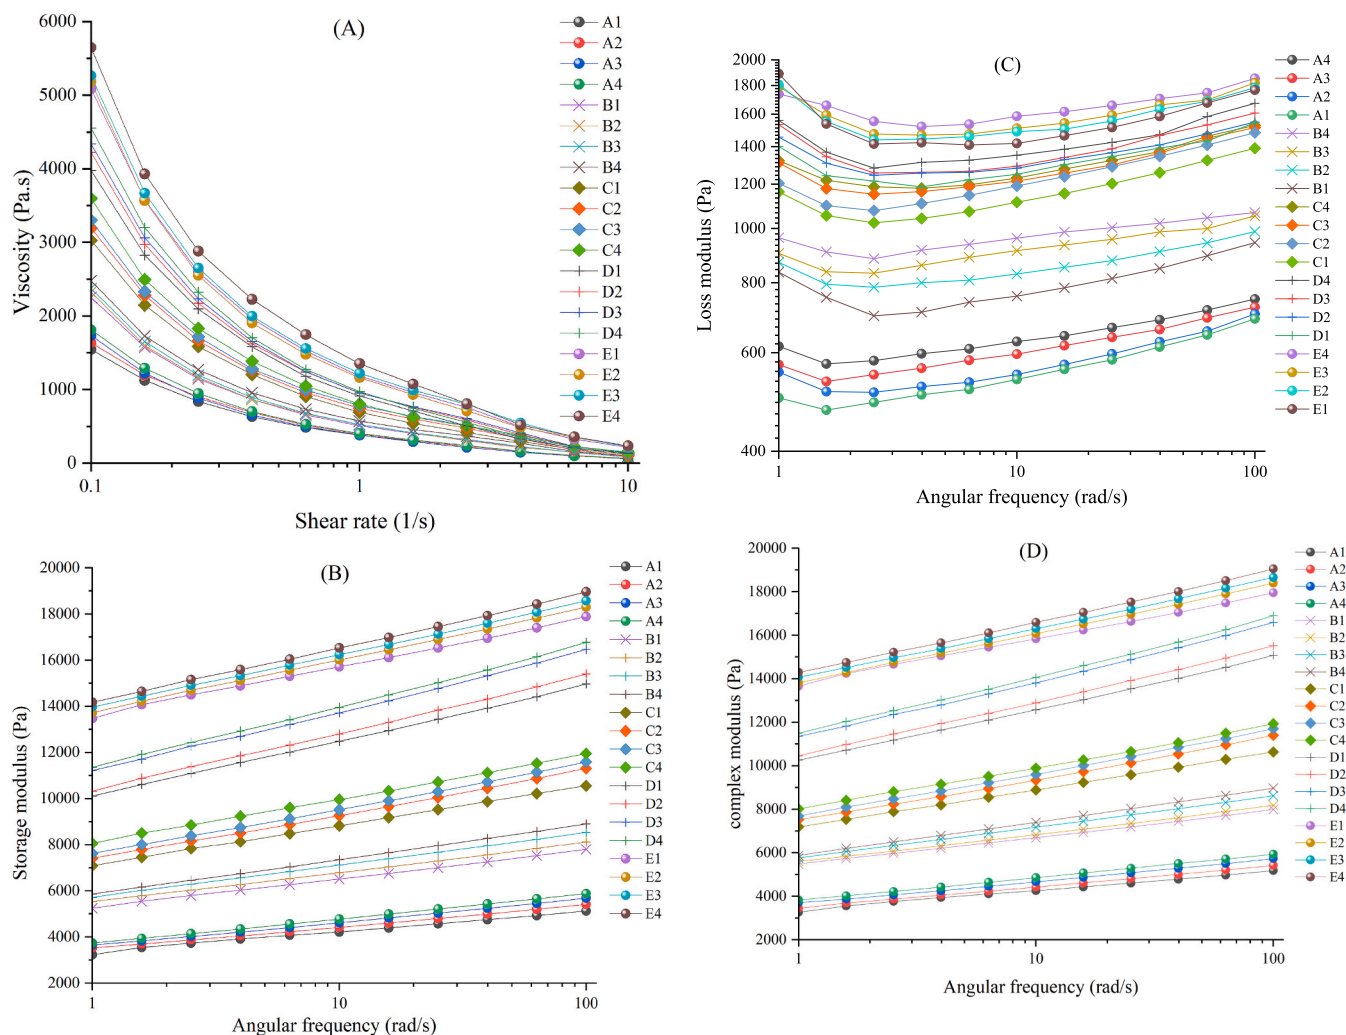 (A)
Viscosity (Pa.s)
6000
5000
4000
3000
2000
1000
0
0.1
1
10
Shear rate (1/s)
A1
A2
A3
A4
B1
B2
B3
B4
C1
C2
C3
C4
D1
D2
D3
D4
E1
E2
E3
E4
(C)
Loss modulus (Pa)
2000
1800
1600
1400
1200
1000
800
600
400
1
10
100
Angular frequency (rad/s)
A4
A3
A2
A1
B4
B3
B2
B1
C4
C3
C2
C1
D4
D3
D2
D1
E4
E3
E2
E1
(B)
Storage modulus (Pa)
20000
18000
16000
14000
12000
10000
8000
6000
4000
2000
1
10
100
Angular frequency (rad/s)
A1
A2
A3
A4
B1
B2
B3
B4
C1
C2
C3
C4
D1
D2
D3
D4
E1
E2
E3
E4
(D)
complex modulus (Pa)
20000
18000
16000
14000
12000
10000
8000
6000
4000
2000
1
10
100
Angular frequency (rad/s)
A1
A2
A3
A4
B1
B2
B3
B4
C1
C2
C3
C4
D1
D2
D3
D4
E1
E2
E3
E4